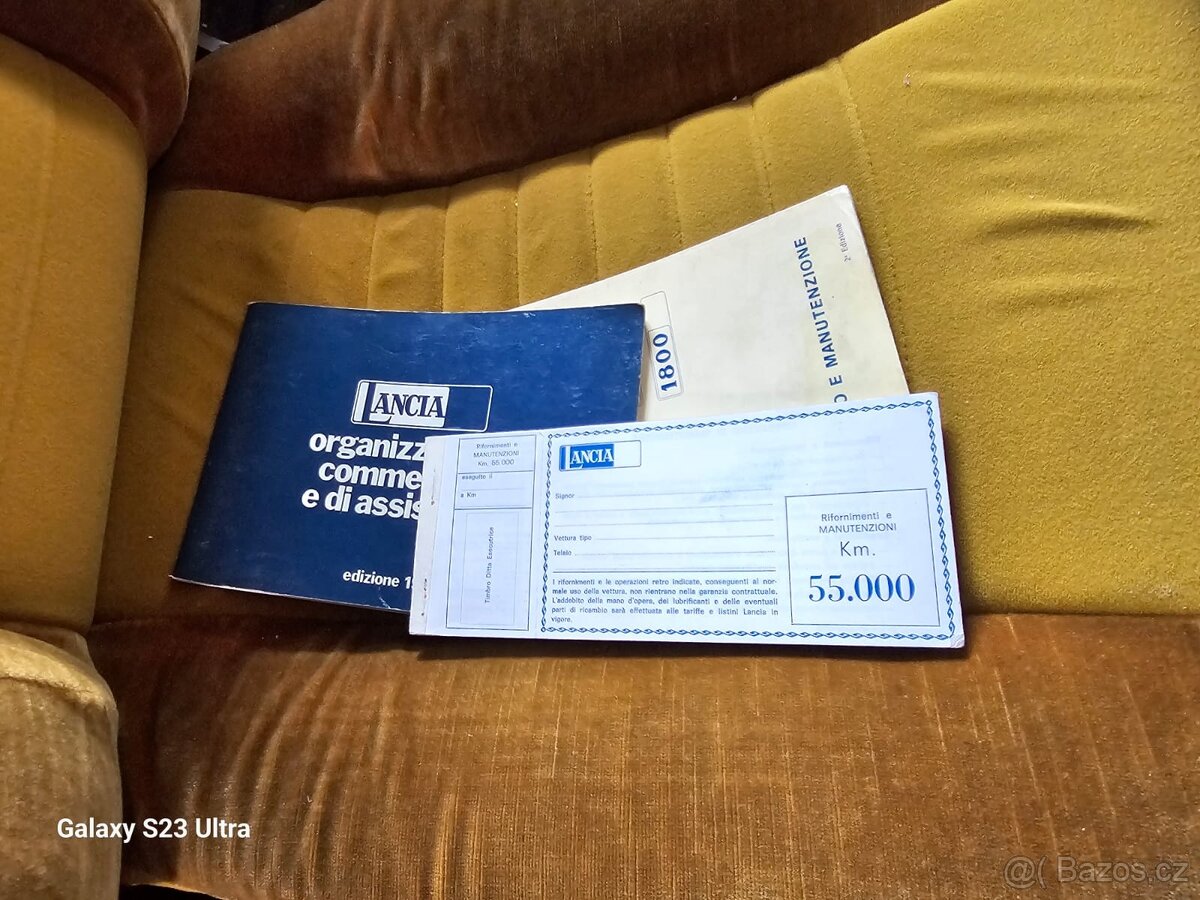 LANCIA
organizz
comme
e di assis
edizione 1
1800
O E MANUTENZIONE
2ª Edizione
Rifornimenti e
MANUTENZIONI
Km. 55.000
eseguito il
a Km
Timbro Ditta Esecutrice
LANCIA
Signor
Vettura tipo
Telaio
I rifornimenti e le operazioni retro indicate, conseguenti al nor-
male uso della vettura, non rientrano nella garanzia contrattuale.
L'addebito della mano d'opera, dei lubrificanti e delle eventuali
parti di ricambio sarà effettuata alle tariffe e listini Lancia in
vigore.
Rifornimenti e
MANUTENZIONI
Km.
55.000
Galaxy S23 Ultra
@( Bazos.cz